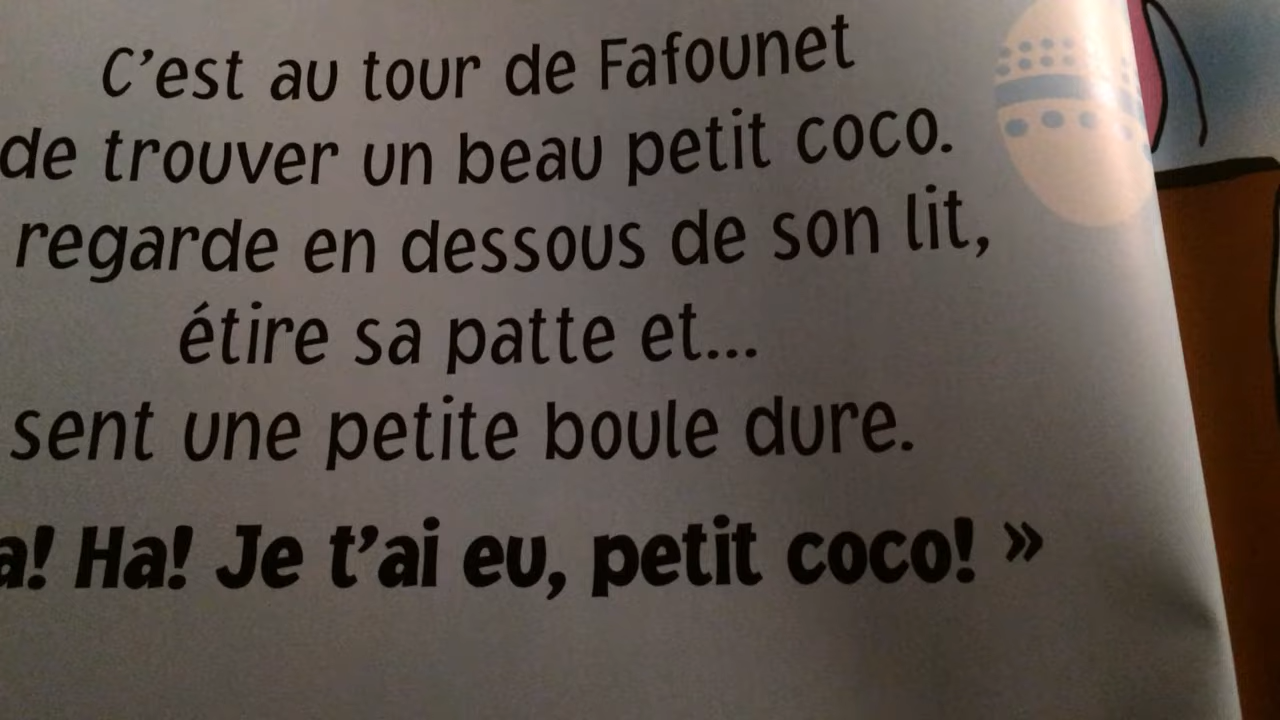 C'est au tour de Fafounet
de trouver un beau petit coco.
regarde en dessous de son lit,
étire sa patte et...
sent une petite boule dure.
a! Ha! Je t'ai eu, petit coco! »